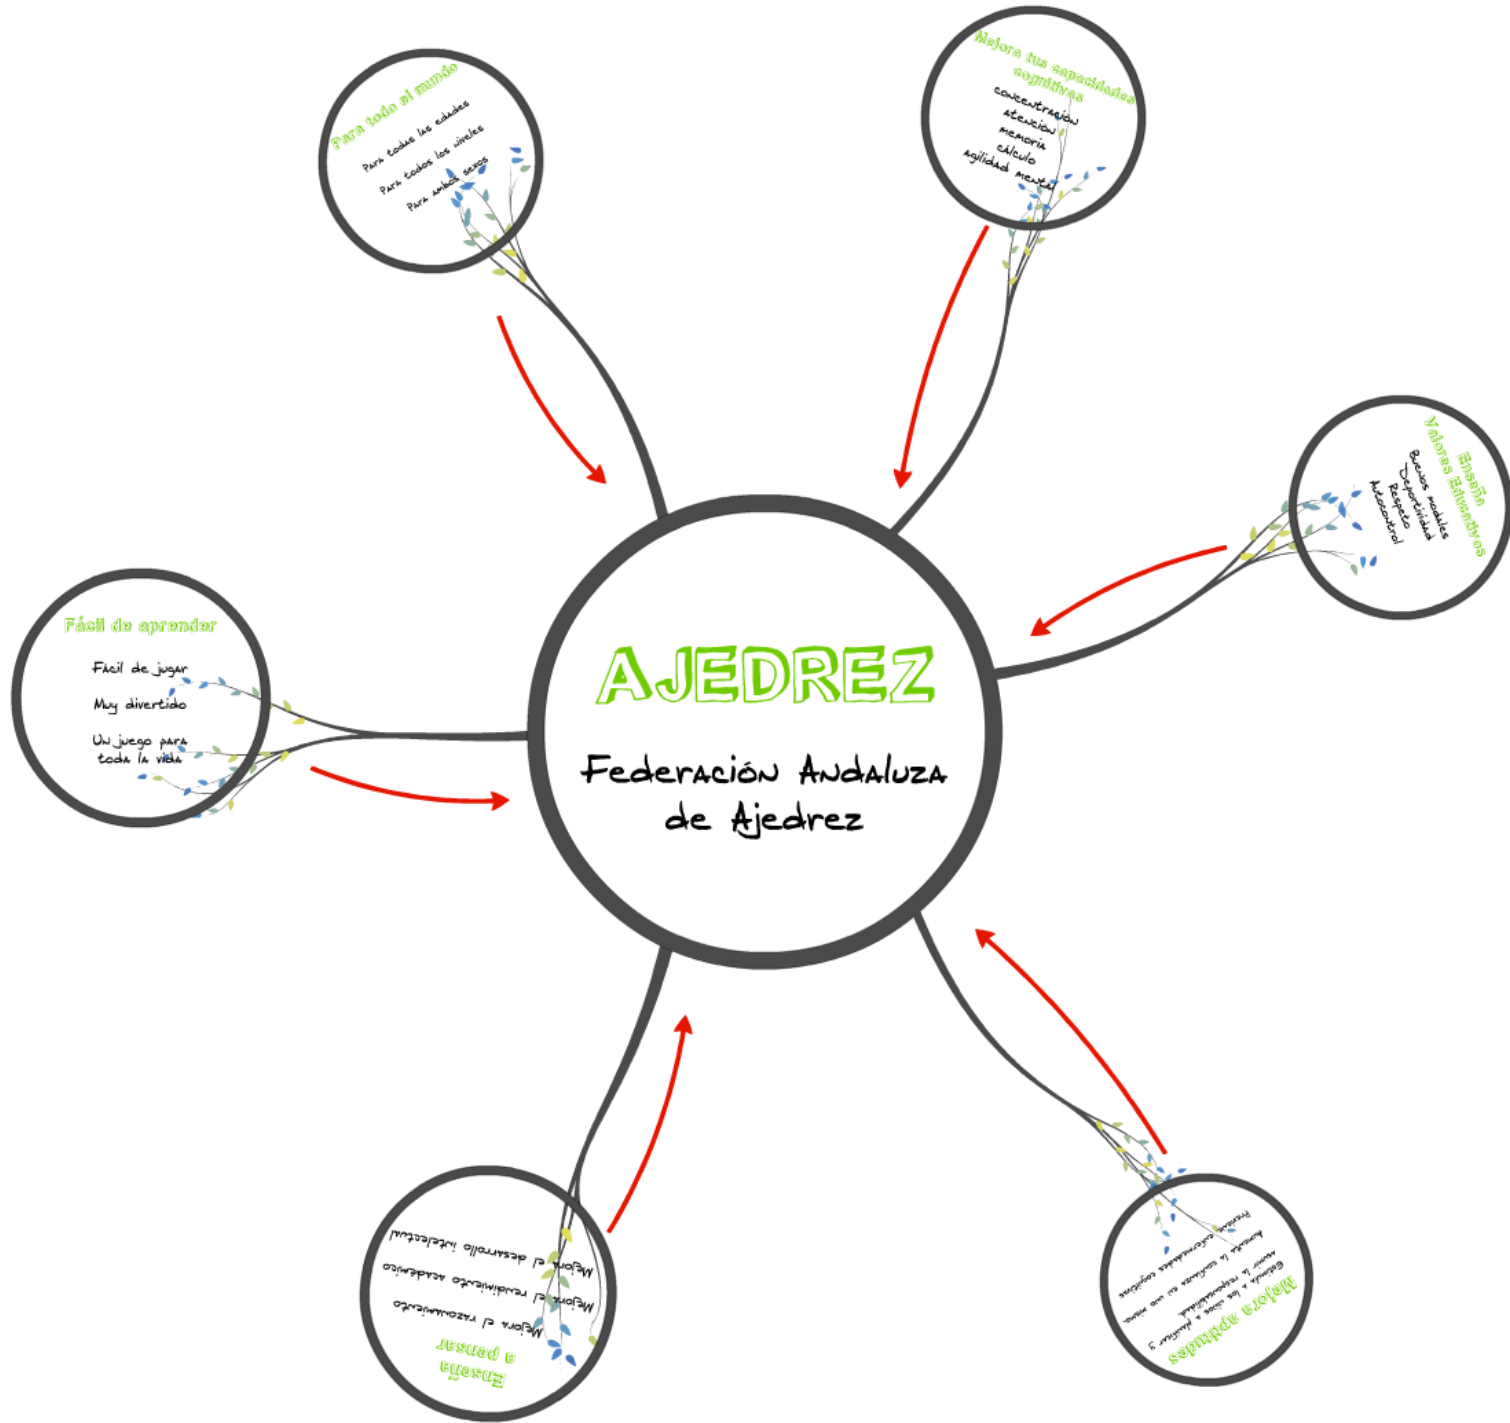 AJEDREZ
Federación Andaluza
de Ajedrez
Para todo el mundo
Para todas las edades
Para todos los niveles
Para ambos sexos
Mejora tus capacidades
cognitivas
concentración
atención
memoria
cálculo
agilidad mental
Enseña
Valores Educativos
Buenos modales
Deportividad
Respeto
Autocontrol
Mejora aptitudes
Estimula a los niños a planificar y
asumir la responsabilidad.
Aumenta la confianza en uno mismo.
Previene enfermedades cognitivas
Enseña
a pensar
Mejora el razonamiento
Mejora el rendimiento académico
Mejora el desarrollo intelectual
Fácil de aprender
Fácil de jugar
Muy divertido
Un juego para
toda la vida